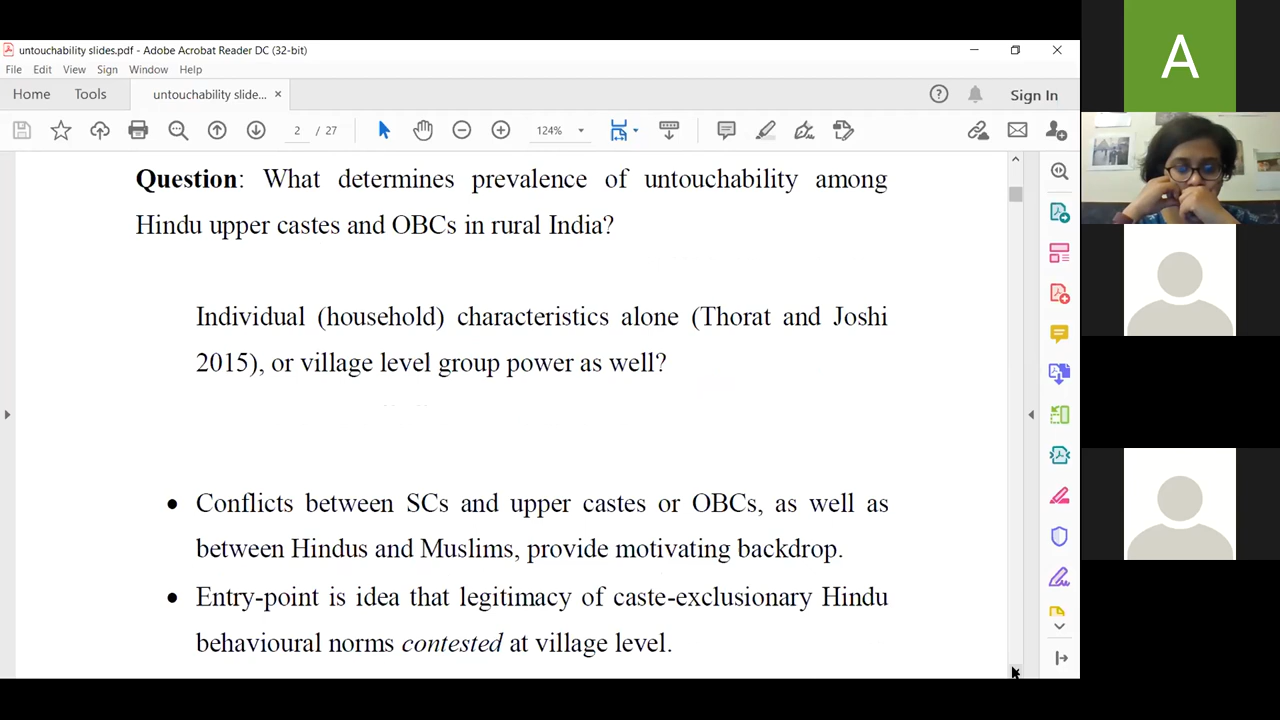 untouchability slides.pdf - Adobe Acrobat Reader DC (32-bit)
File Edit View Sign Window Help
Home Tools untouchability slide... × Sign In
2 / 27 124%
Question: What determines prevalence of untouchability among
Hindu upper castes and OBCs in rural India?
Individual (household) characteristics alone (Thorat and Joshi
2015), or village level group power as well?
• Conflicts between SCs and upper castes or OBCs, as well as
between Hindus and Muslims, provide motivating backdrop.
• Entry-point is idea that legitimacy of caste-exclusionary Hindu
behavioural norms contested at village level.
A